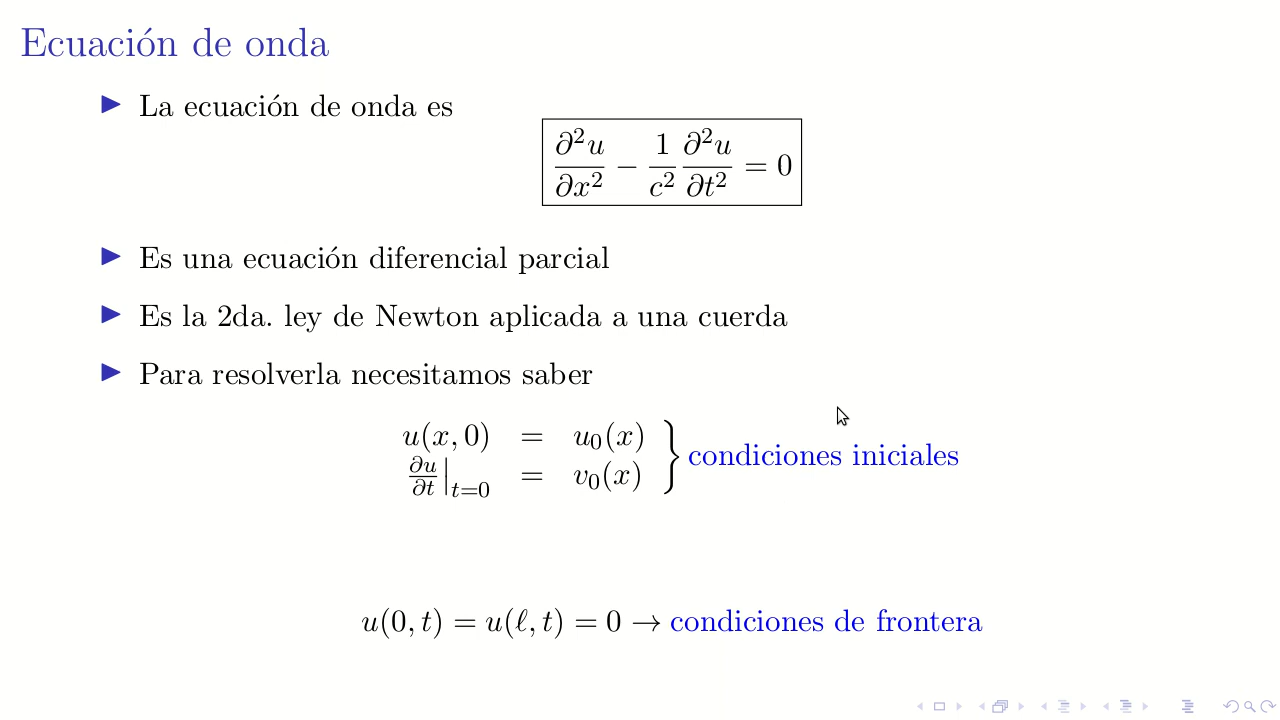 Ecuación de onda
▶ La ecuación de onda es
∂²u/∂x² − 1/c² ∂²u/∂t² = 0
▶ Es una ecuación diferencial parcial
▶ Es la 2da. ley de Newton aplicada a una cuerda
▶ Para resolverla necesitamos saber
u(x, 0) = u₀(x)
∂u/∂t|ₜ₌₀ = v₀(x) } condiciones iniciales
u(0, t) = u(ℓ, t) = 0 → condiciones de frontera